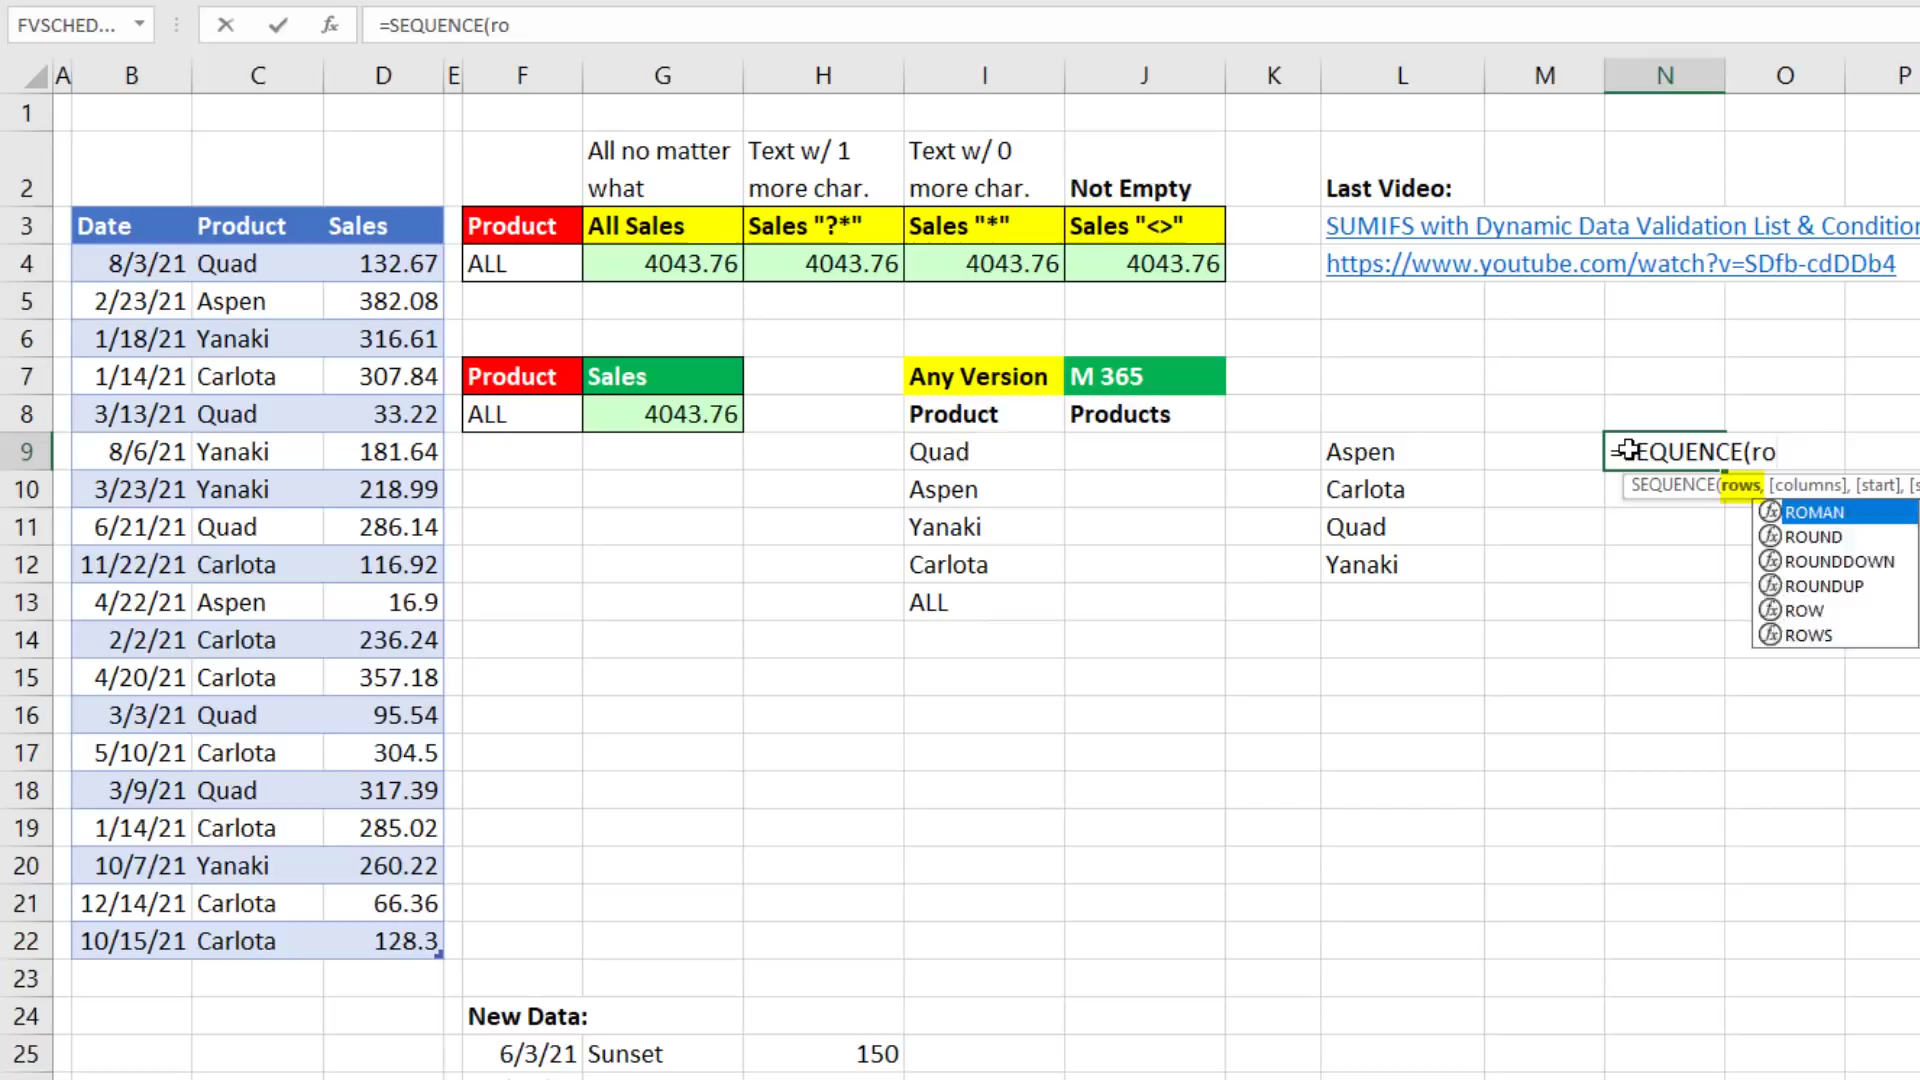 FVSCHED... fx =SEQUENCE(ro
A B C D E F G H I J K L M N O P
1
All no matter Text w/ 1 Text w/ 0
2 what more char. more char. Not Empty Last Video:
3 Date Product Sales Product All Sales Sales "?*" Sales "*" Sales "<>" SUMIFS with Dynamic Data Validation List & Condition
4 8/3/21 Quad 132.67 ALL 4043.76 4043.76 4043.76 4043.76 https://www.youtube.com/watch?v=SDfb-cdDDb4
5 2/23/21 Aspen 382.08
6 1/18/21 Yanaki 316.61
7 1/14/21 Carlota 307.84 Product Sales Any Version M 365
8 3/13/21 Quad 33.22 ALL 4043.76 Product Products
9 8/6/21 Yanaki 181.64 Quad Aspen =SEQUENCE(ro
SEQUENCE(rows, [columns], [start], [s
10 3/23/21 Yanaki 218.99 Aspen Carlota
ROMAN
11 6/21/21 Quad 286.14 Yanaki Quad
ROUND
ROUNDDOWN
12 11/22/21 Carlota 116.92 Carlota Yanaki
ROUNDUP
13 4/22/21 Aspen 16.9 ALL
ROW
ROWS
14 2/2/21 Carlota 236.24
15 4/20/21 Carlota 357.18
16 3/3/21 Quad 95.54
17 5/10/21 Carlota 304.5
18 3/9/21 Quad 317.39
19 1/14/21 Carlota 285.02
20 10/7/21 Yanaki 260.22
21 12/14/21 Carlota 66.36
22 10/15/21 Carlota 128.3
23
24 New Data:
25 6/3/21 Sunset 150